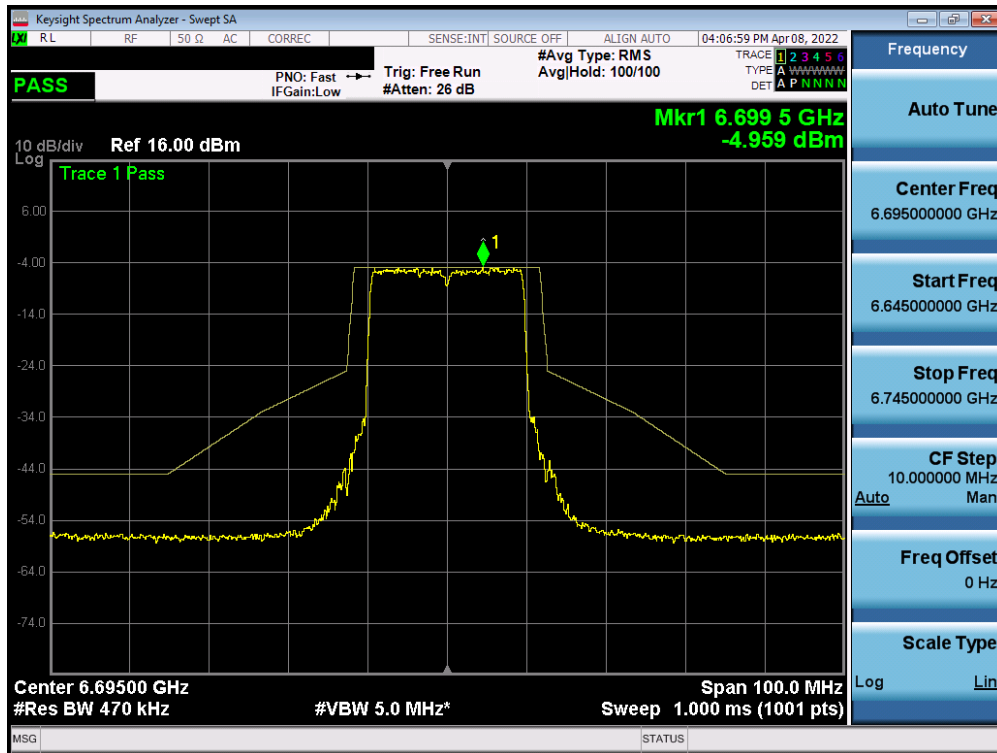 Keysight Spectrum Analyzer - Swept SA
LXI RL RF 50 Ω AC CORREC SENSE:INT SOURCE OFF ALIGN AUTO 04:06:59 PM Apr 08, 2022
PASS
PNO: Fast
IFGain:Low
Trig: Free Run
#Atten: 26 dB
#Avg Type: RMS
Avg|Hold: 100/100
TRACE 1 2 3 4 5 6
TYPE A WWWWWW
DET A P N N N N
Mkr1 6.699 5 GHz
-4.959 dBm
10 dB/div Ref 16.00 dBm
Log
Trace 1 Pass
1
6.00
-4.00
-14.0
-24.0
-34.0
-44.0
-54.0
-64.0
-74.0
Center 6.69500 GHz Span 100.0 MHz
#Res BW 470 kHz #VBW 5.0 MHz* Sweep 1.000 ms (1001 pts)
MSG STATUS
Frequency
Auto Tune
Center Freq
6.695000000 GHz
Start Freq
6.645000000 GHz
Stop Freq
6.745000000 GHz
CF Step
10.000000 MHz
Auto Man
Freq Offset
0 Hz
Scale Type
Log Lin